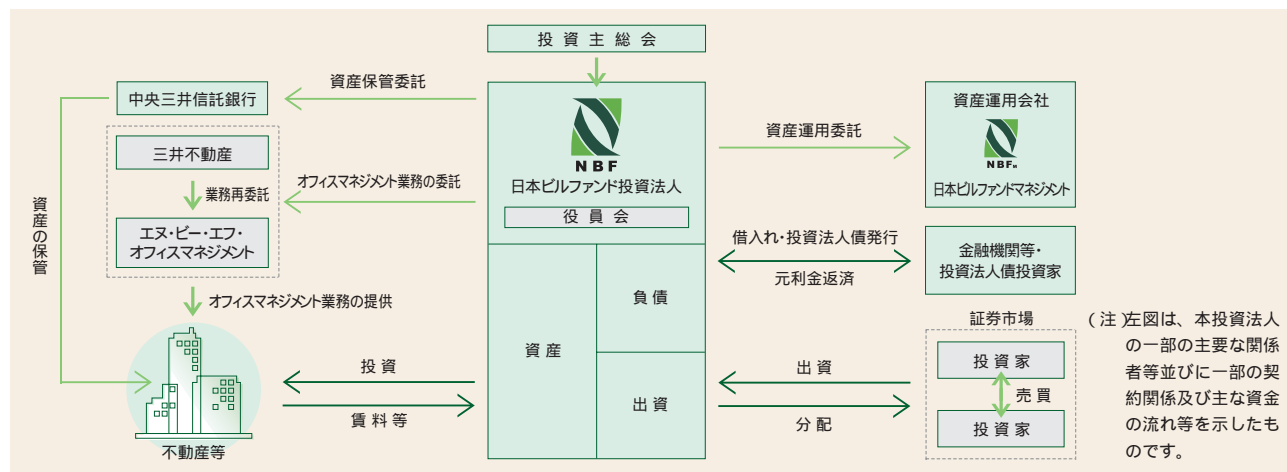 投資主総会
資産保管委託
中央三井信託銀行
三井不動産
業務再委託
オフィスマネジメント業務の委託
エヌ・ビー・エフ・
オフィスマネジメント
資産の保管
オフィスマネジメント業務の提供
不動産等
投資
賃料等
NBF
日本ビルファンド投資法人
役員会
資産
負債
出資
資産運用委託
資産運用会社
NBFM
日本ビルファンドマネジメント
借入れ・投資法人債発行
元利金返済
金融機関等・
投資法人債投資家
出資
分配
証券市場
投資家
売買
投資家
(注)左図は、本投資法人
の一部の主要な関係
者等並びに一部の契
約関係及び主な資金
の流れ等を示したも
のです。